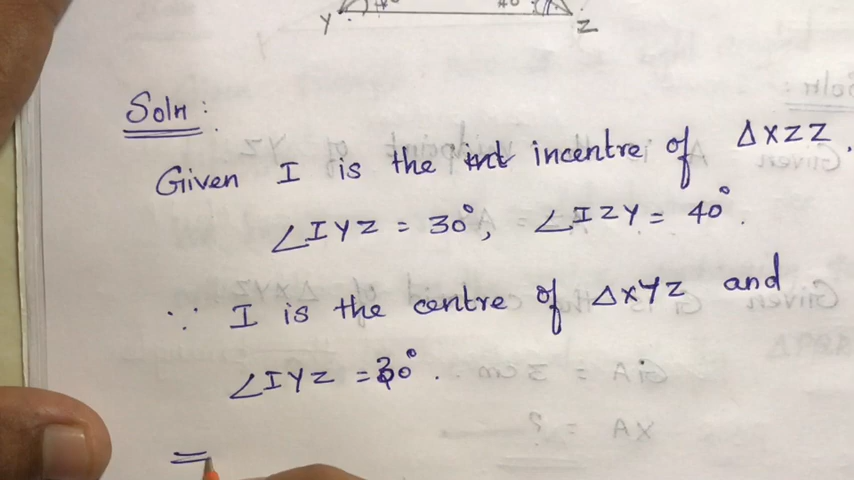 Y Z
Soln:
Given I is the incentre of ΔXZZ.
∠IYZ = 30°, ∠IZY = 40°.
∵ I is the centre of ΔXYZ and
∠IYZ = 30°.
=